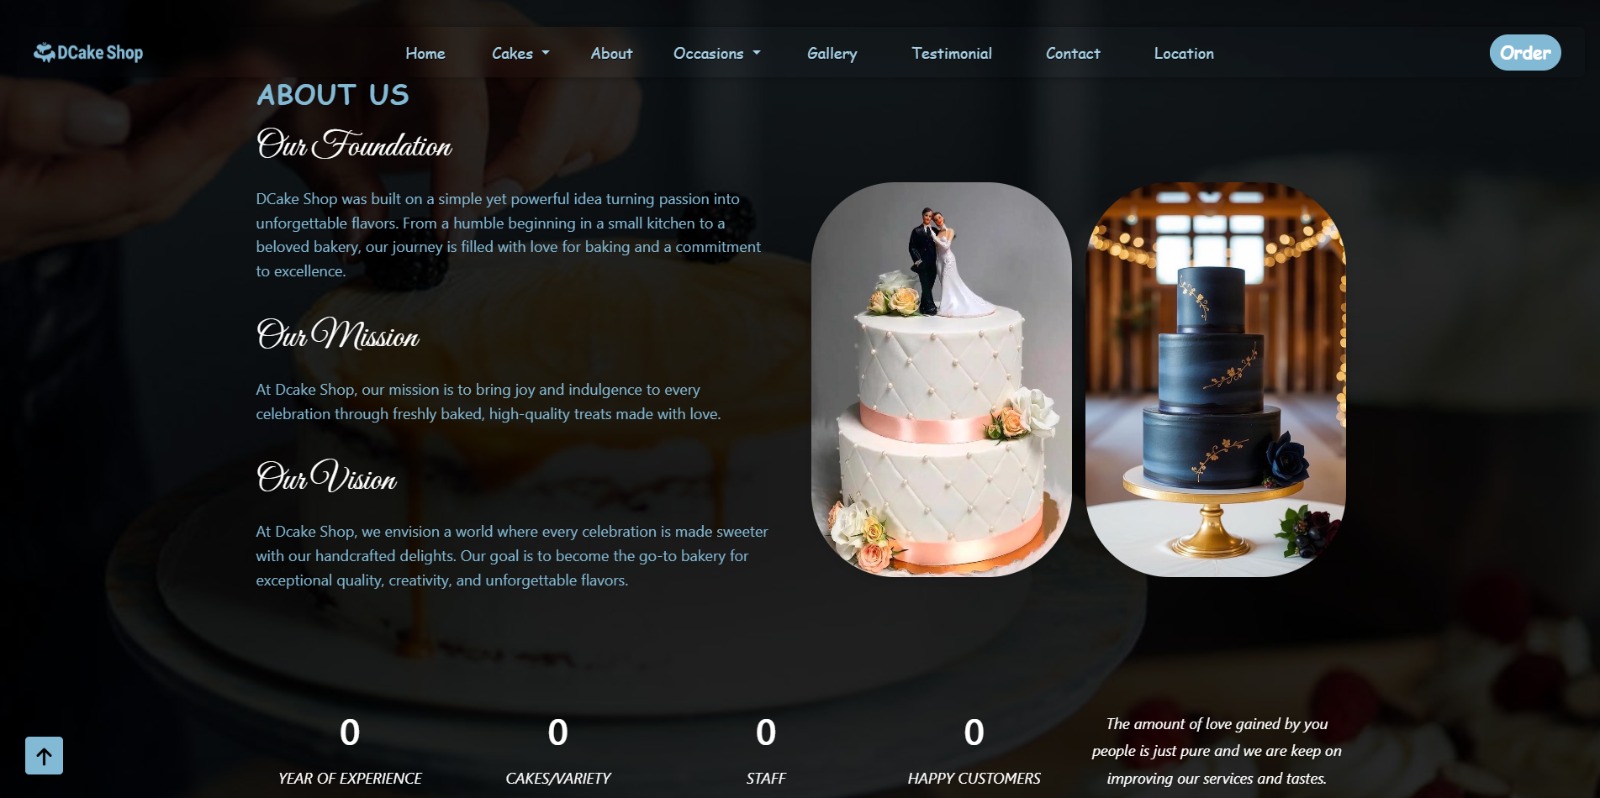 DCake Shop
Home
Cakes
About
Occasions
Gallery
Testimonial
Contact
Location
Order
ABOUT US
Our Foundation
DCake Shop was built on a simple yet powerful idea turning passion into
unforgettable flavors. From a humble beginning in a small kitchen to a
beloved bakery, our journey is filled with love for baking and a commitment
to excellence.
Our Mission
At Dcake Shop, our mission is to bring joy and indulgence to every
celebration through freshly baked, high-quality treats made with love.
Our Vision
At Dcake Shop, we envision a world where every celebration is made sweeter
with our handcrafted delights. Our goal is to become the go-to bakery for
exceptional quality, creativity, and unforgettable flavors.
0
YEAR OF EXPERIENCE
0
CAKES/VARIETY
0
STAFF
0
HAPPY CUSTOMERS
The amount of love gained by you
people is just pure and we are keep on
improving our services and tastes.